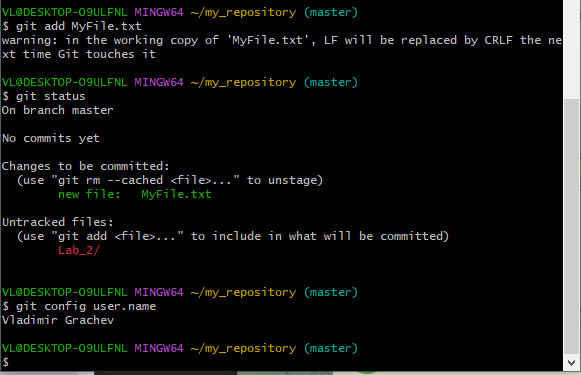 VL@DESKTOP-O9ULFNL MINGW64 ~/my_repository (master)
$ git add MyFile.txt
warning: in the working copy of 'MyFile.txt', LF will be replaced by CRLF the ne
xt time Git touches it

VL@DESKTOP-O9ULFNL MINGW64 ~/my_repository (master)
$ git status
On branch master

No commits yet

Changes to be committed:
  (use "git rm --cached <file>..." to unstage)
        new file:   MyFile.txt

Untracked files:
  (use "git add <file>..." to include in what will be committed)
        Lab_2/


VL@DESKTOP-O9ULFNL MINGW64 ~/my_repository (master)
$ git config user.name
Vladimir Grachev

VL@DESKTOP-O9ULFNL MINGW64 ~/my_repository (master)
$